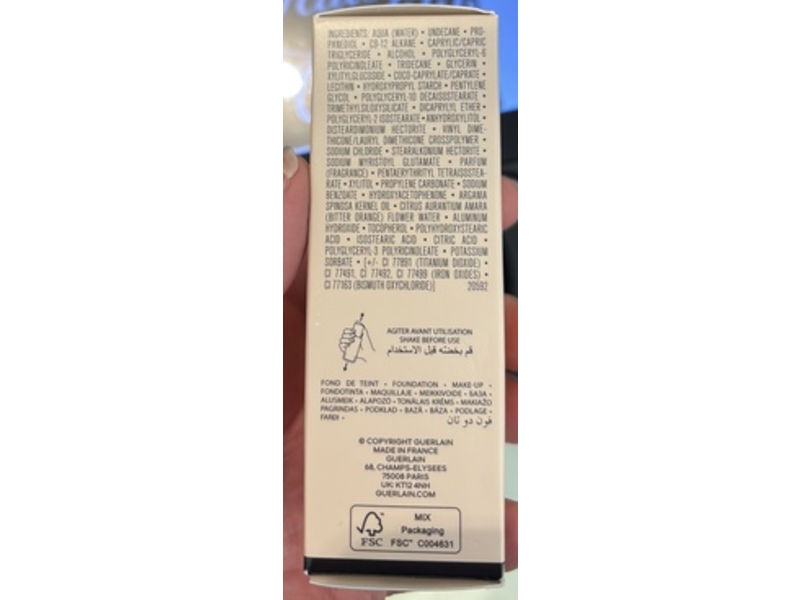 INGREDIENTS: AQUA (WATER) • UNDECANE • PRO-
PANEDIOL • C9-12 ALKANE • CAPRYLIC/CAPRIC
TRIGLYCERIDE • ALCOHOL • POLYGLYCERYL-6
POLYRICINOLEATE • TRIDECANE • GLYCERIN •
XYLITYLGLUCOSIDE • COCO-CAPRYLATE/CAPRATE •
LECITHIN • HYDROXYPROPYL STARCH • PENTYLENE
GLYCOL • POLYGLYCERYL-10 DECAISOSTEARATE •
TRIMETHYLSILOXYSILICATE • DICAPRYLYL ETHER •
POLYGLYCERYL-2 ISOSTEARATE • ANHYDROXYLITOL •
DISTEARDIMONIUM HECTORITE • VINYL DIME-
THICONE/LAURYL DIMETHICONE CROSSPOLYMER •
SODIUM CHLORIDE • STEARALKONIUM HECTORITE •
SODIUM MYRISTOYL GLUTAMATE • PARFUM
(FRAGRANCE) • PENTAERYTHRITYL TETRAISOSTEA-
RATE • XYLITOL • PROPYLENE CARBONATE • SODIUM
BENZOATE • HYDROXYACETOPHENONE • ARGANIA
SPINOSA KERNEL OIL • CITRUS AURANTIUM AMARA
(BITTER ORANGE) FLOWER WATER • ALUMINUM
HYDROXIDE • TOCOPHEROL • POLYHYDROXYSTEARIC
ACID • ISOSTEARIC ACID • CITRIC ACID •
POLYGLYCERYL-3 POLYRICINOLEATE • POTASSIUM
SORBATE • [+/- CI 77891 (TITANIUM DIOXIDE) •
CI 77491, CI 77492, CI 77499 (IRON OXIDES) •
CI 77163 (BISMUTH OXYCHLORIDE)] 20592
AGITER AVANT UTILISATION
SHAKE BEFORE USE
قم بخضّه قبل الاستخدام
FOND DE TEINT • FOUNDATION • MAKE-UP •
FONDOTINTA • MAQUILLAJE • MEIKKIVOIDE • БАЗА •
ALUSMEIK • ALAPOZÓ • TONĀLAIS KRĒMS • MAKIAŽO
PAGRINDAS • PODKŁAD • BAZĂ • BÁZA • PODLAGE •
FARÐI •
فون دو تان
© COPYRIGHT GUERLAIN
MADE IN FRANCE
GUERLAIN
68, CHAMPS-ELYSEES
75008 PARIS
UK: KT12 4NH
GUERLAIN.COM
MIX
Packaging
FSC FSC™ C004631